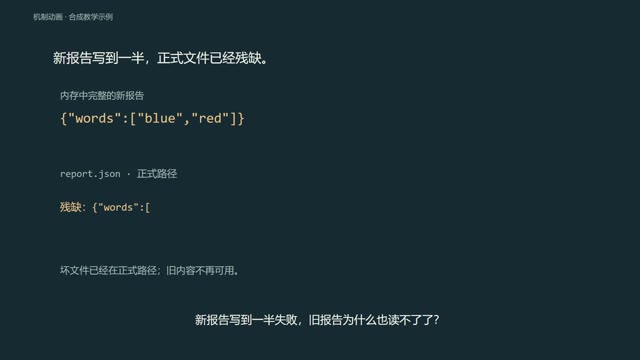 机制动画 · 合成教学示例
新报告写到一半，正式文件已经残缺。
内存中完整的新报告
{"words":["blue","red"]}
report.json · 正式路径
残缺：{"words":[
坏文件已经在正式路径；旧内容不再可用。
新报告写到一半失败，旧报告为什么也读不了了？